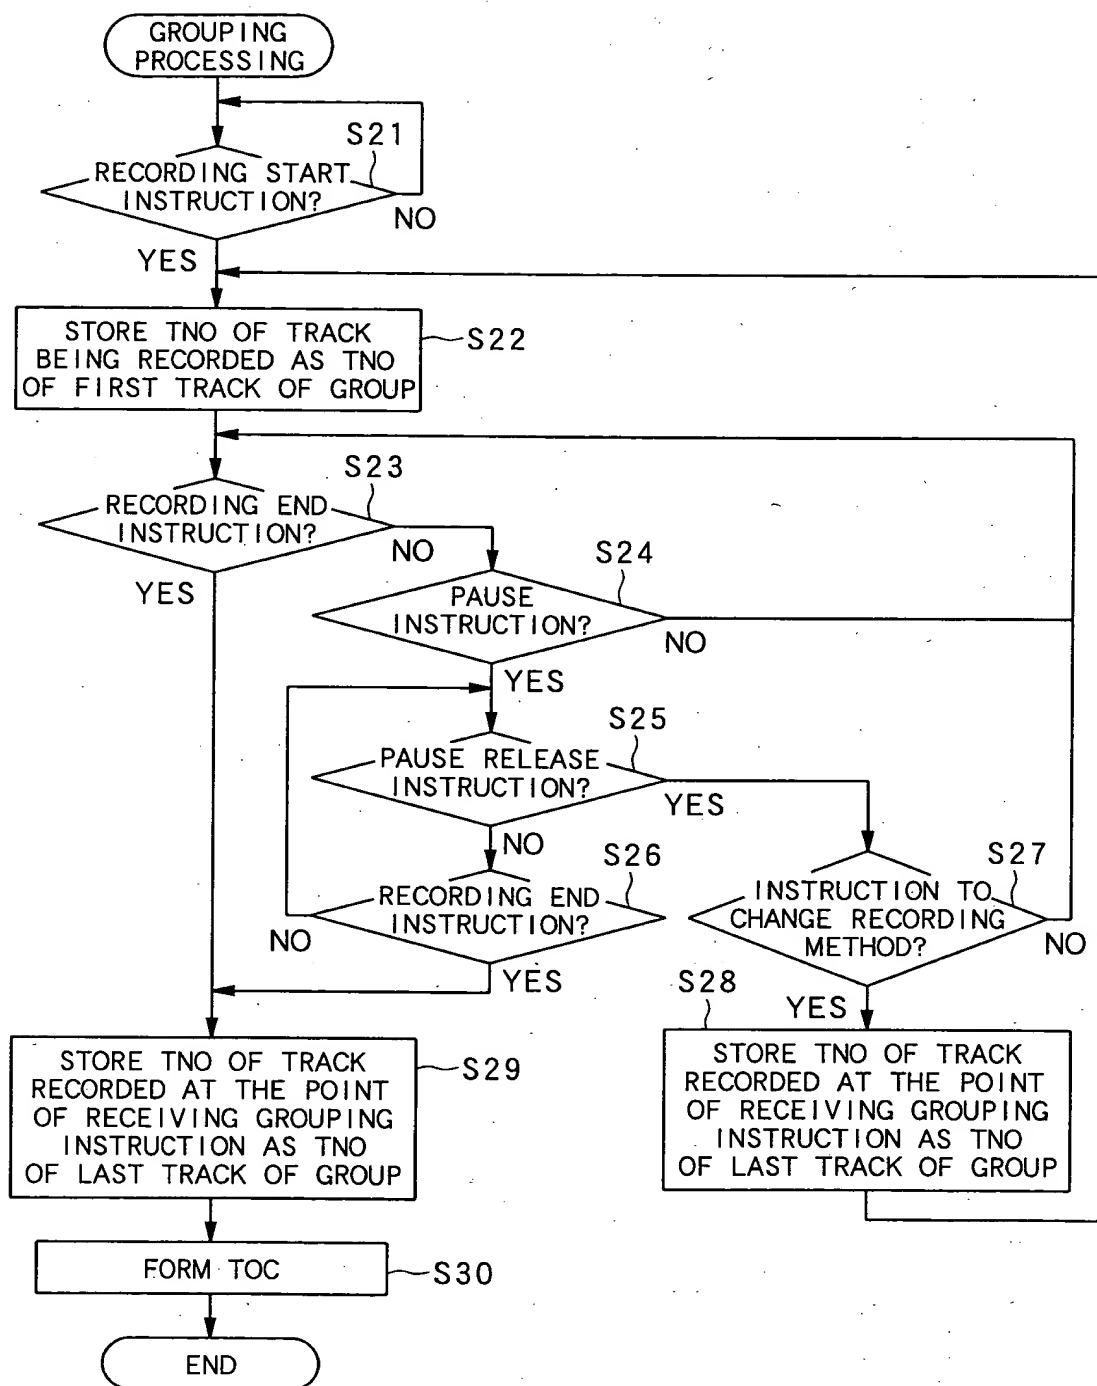 GROUPING
PROCESSING
S21
RECORDING START
INSTRUCTION?
NO
YES
STORE TNO OF TRACK
BEING RECORDED AS TNO
OF FIRST TRACK OF GROUP
S22
S23
RECORDING END
INSTRUCTION?
NO
YES
S24
PAUSE
INSTRUCTION?
NO
YES
S25
PAUSE RELEASE
INSTRUCTION?
YES
NO
S26
RECORDING END
INSTRUCTION?
NO
YES
S27
INSTRUCTION TO
CHANGE RECORDING
METHOD?
NO
YES
S28
STORE TNO OF TRACK
RECORDED AT THE POINT
OF RECEIVING GROUPING
INSTRUCTION AS TNO
OF LAST TRACK OF GROUP
STORE TNO OF TRACK
RECORDED AT THE POINT
OF RECEIVING GROUPING
INSTRUCTION AS TNO
OF LAST TRACK OF GROUP
S29
FORM TOC
S30
END